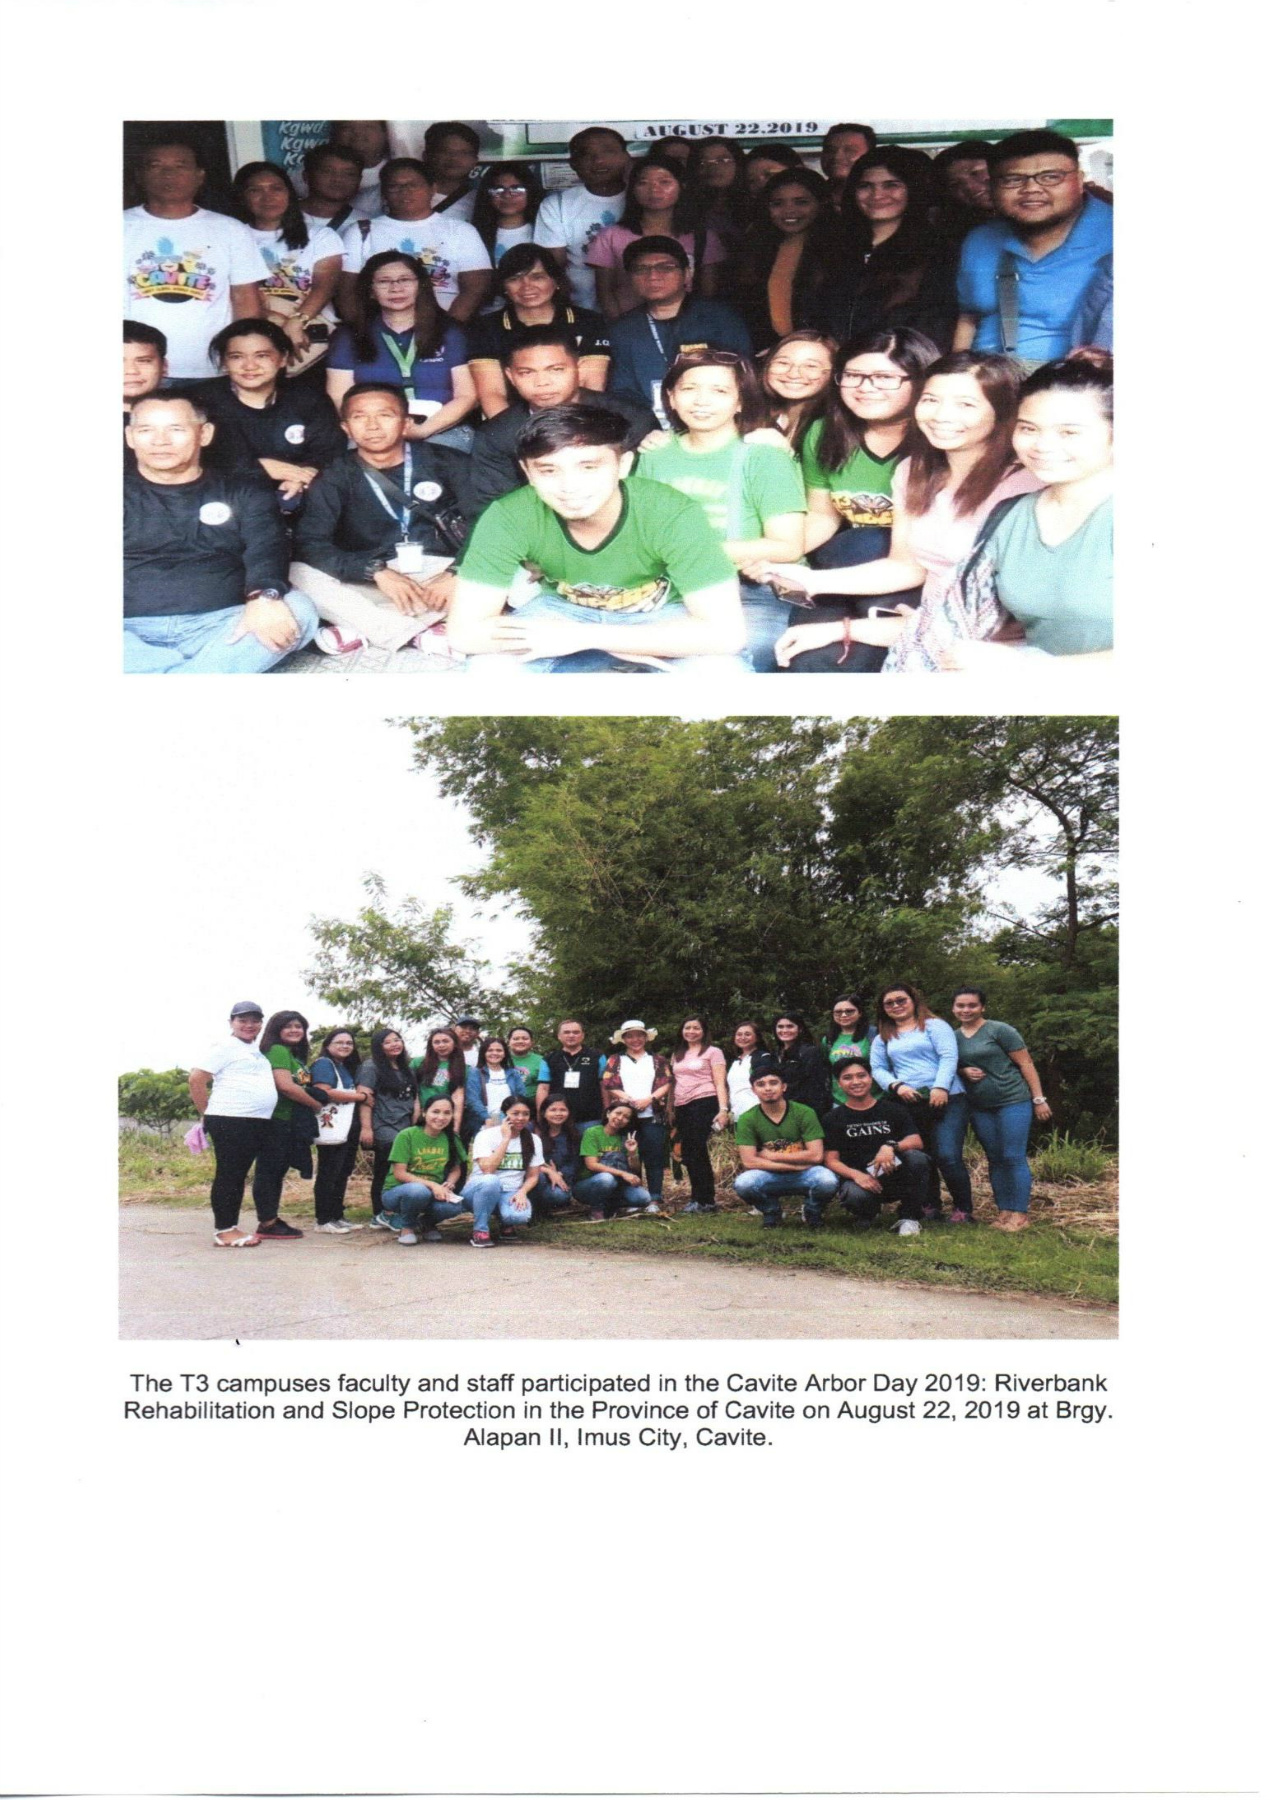 Kgwd.
Kgwd
AUGUST 22.2019
CAVITE
CAVITE
J.O.
GAINS
The T3 campuses faculty and staff participated in the Cavite Arbor Day 2019: Riverbank
Rehabilitation and Slope Protection in the Province of Cavite on August 22, 2019 at Brgy.
Alapan II, Imus City, Cavite.